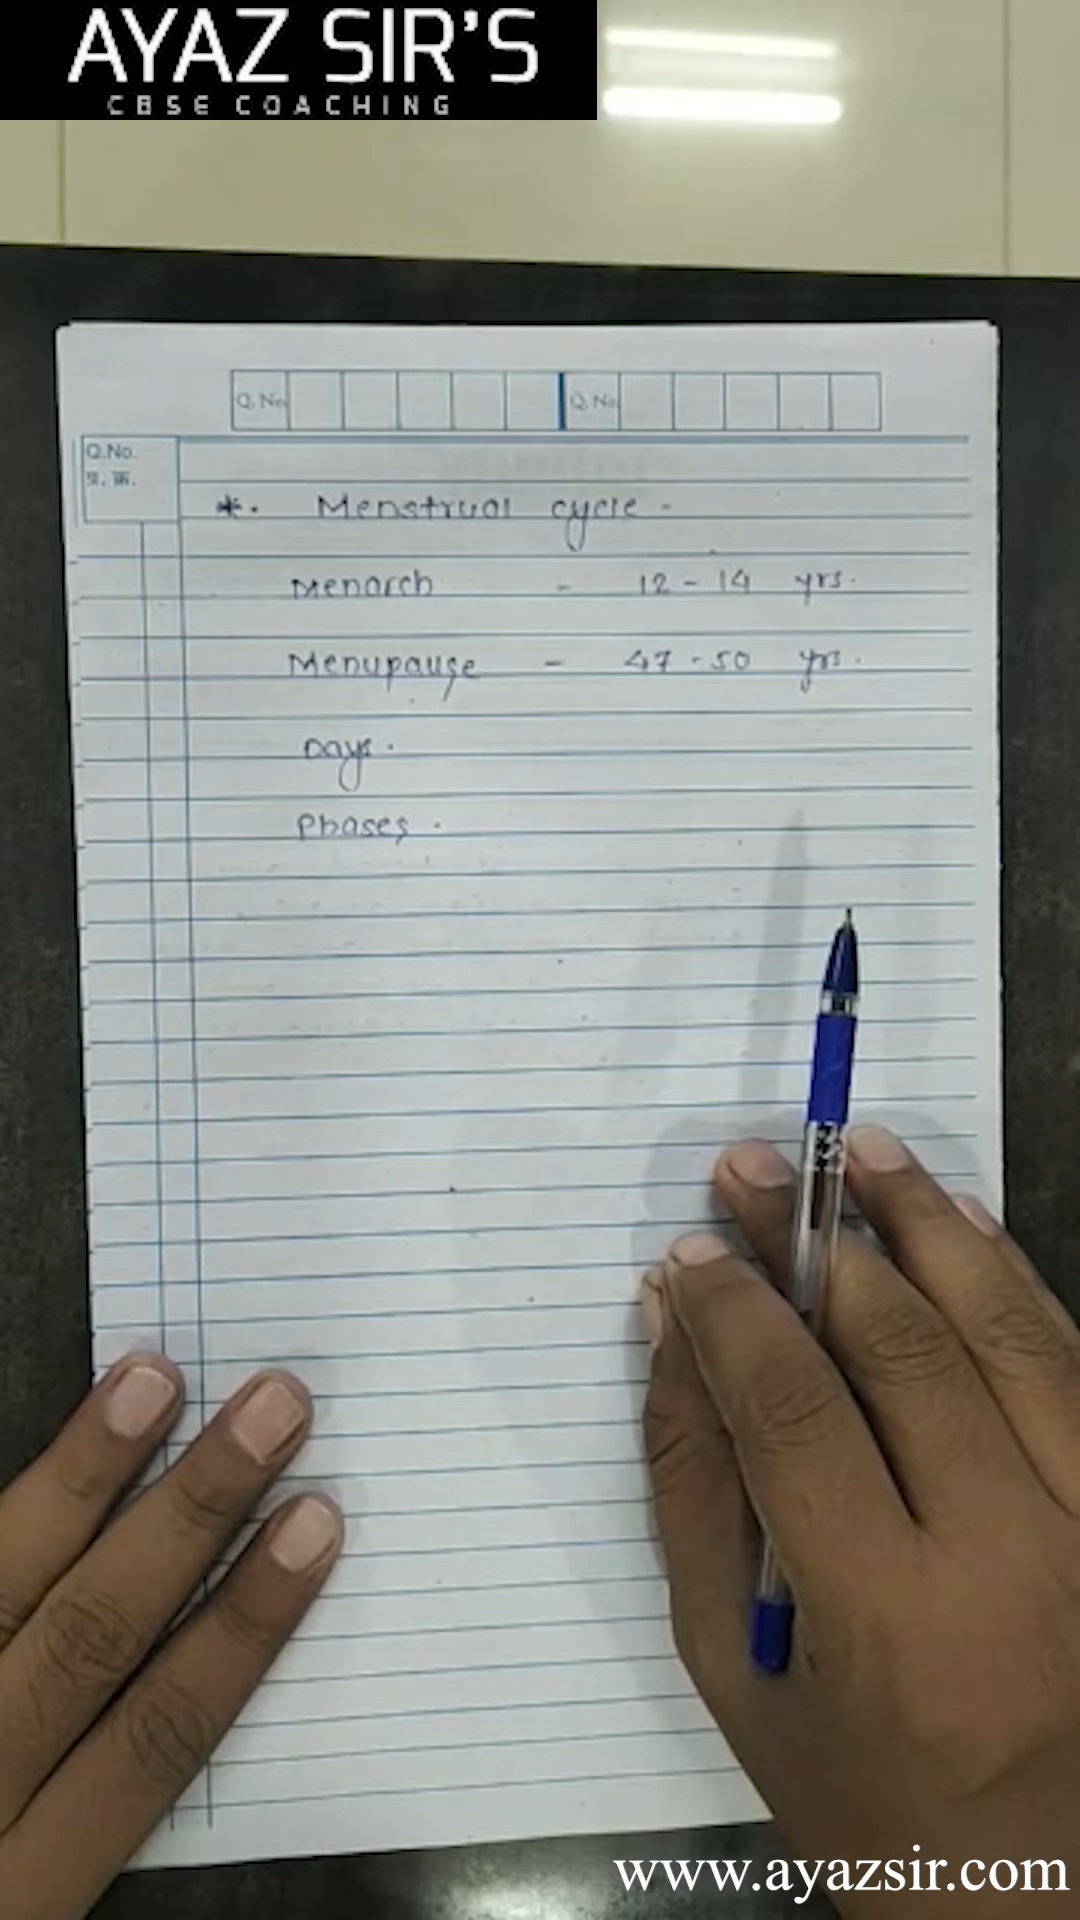 AYAZ SIR'S
CBSE COACHING
Q. No. Q. No.
Q.No.
प्र. क्र.
*. Menstrual cycle -
Menarch - 12 - 14 yrs.
Menupause - 47 - 50 yrs.
Days.
Phases.
www.ayazsir.com